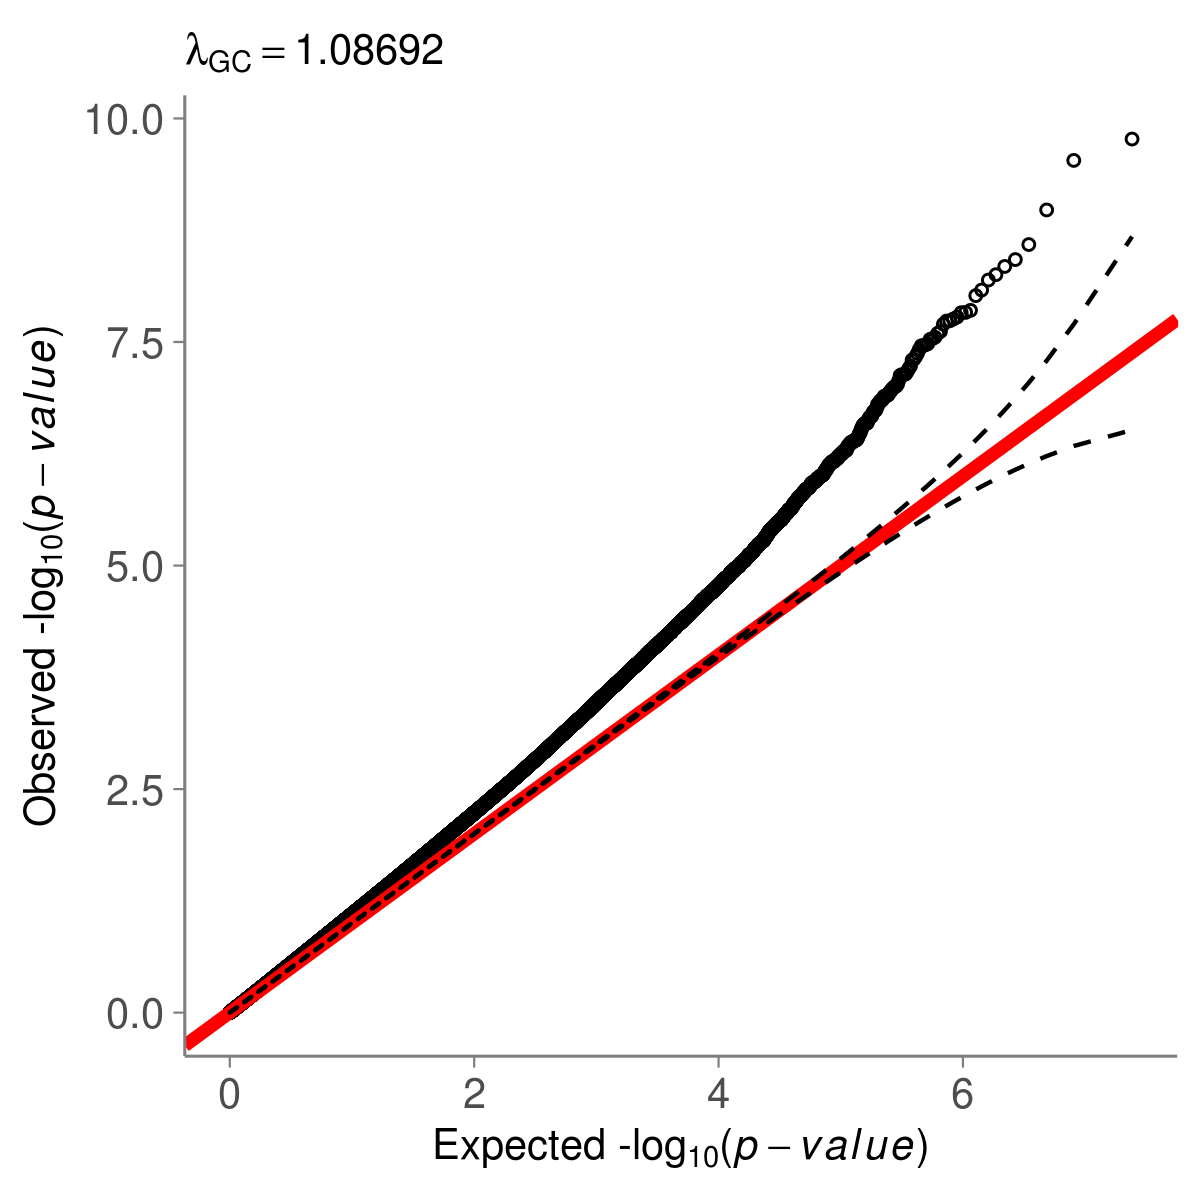 λGC = 1.08692
10.0
7.5
5.0
2.5
0.0
Observed -log10(p − value)
0 2 4 6
Expected -log10(p − value)